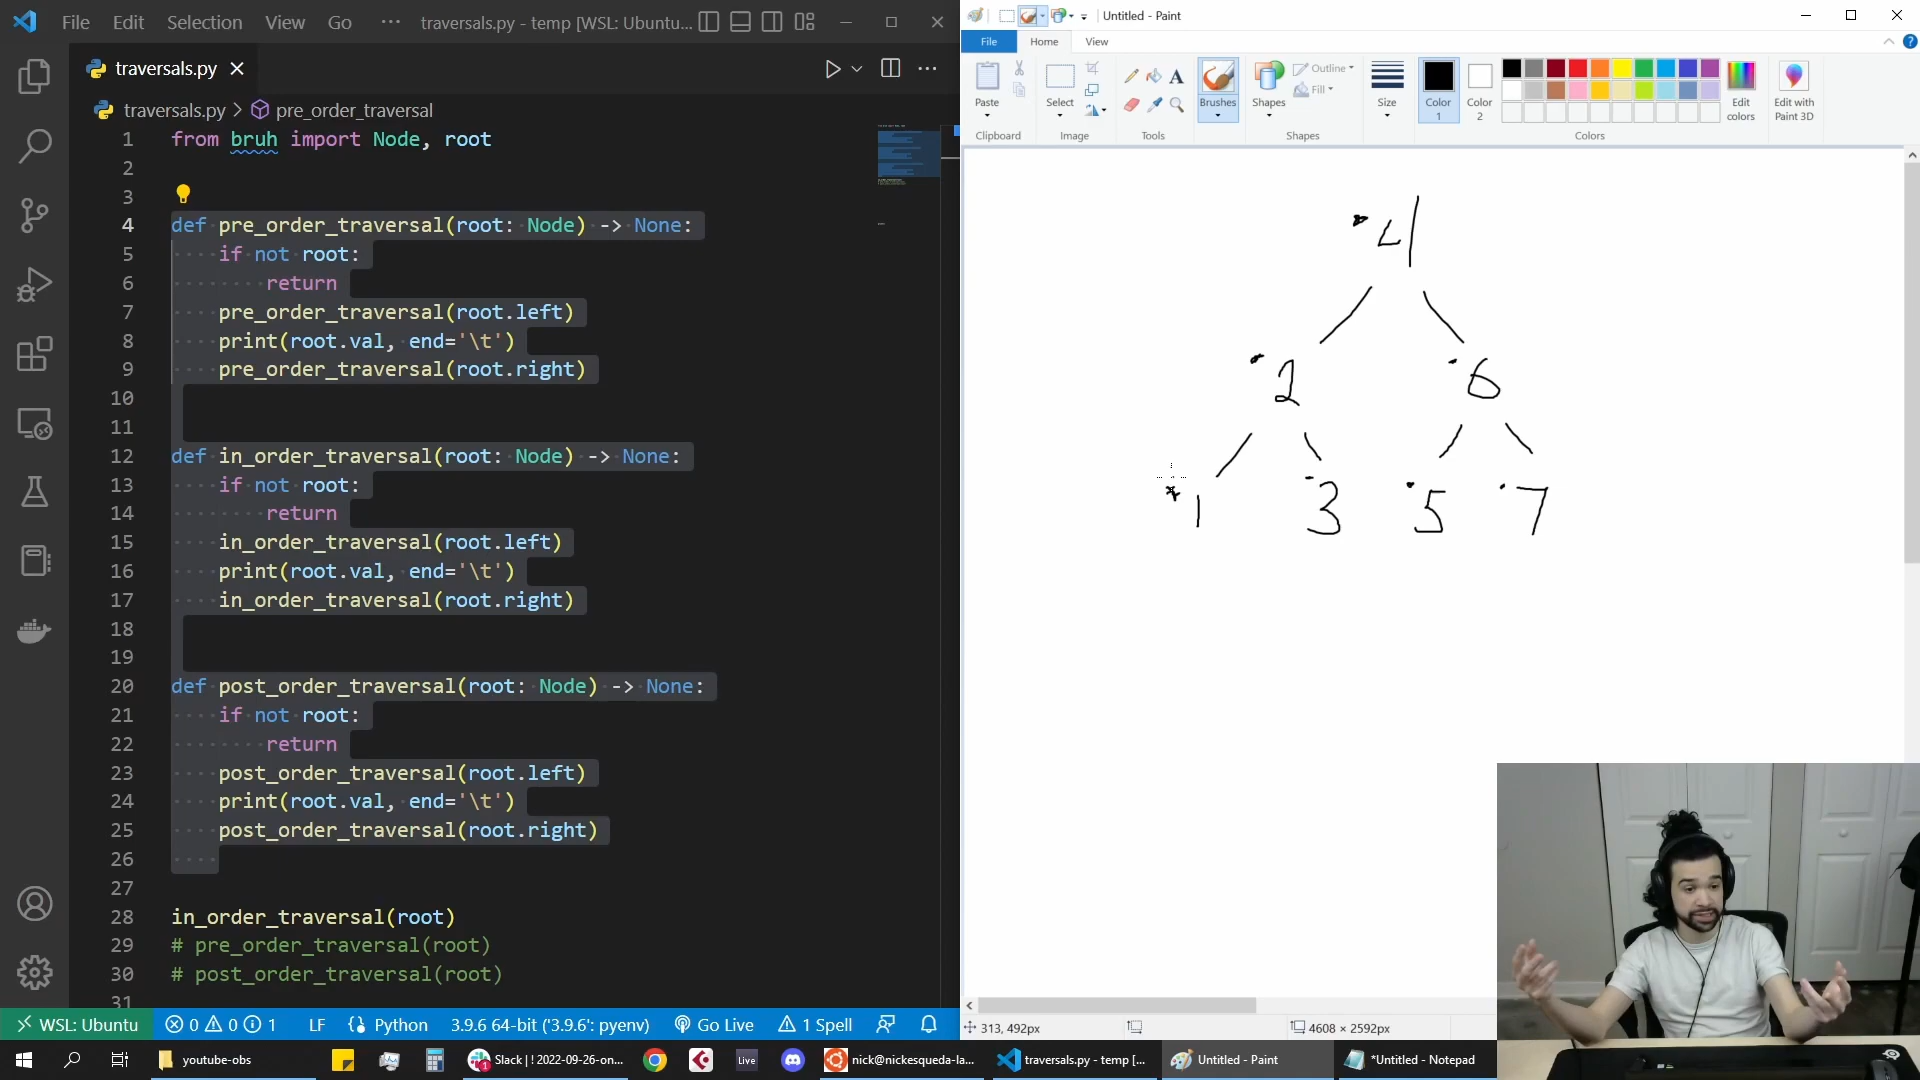 File Edit Selection View Go ··· traversals.py - temp [WSL: Ubuntu...
traversals.py
traversals.py > pre_order_traversal
1 from bruh import Node, root
2
3
4 def pre_order_traversal(root: Node) -> None:
5 if not root:
6 return
7 pre_order_traversal(root.left)
8 print(root.val, end='\t')
9 pre_order_traversal(root.right)
10
11
12 def in_order_traversal(root: Node) -> None:
13 if not root:
14 return
15 in_order_traversal(root.left)
16 print(root.val, end='\t')
17 in_order_traversal(root.right)
18
19
20 def post_order_traversal(root: Node) -> None:
21 if not root:
22 return
23 post_order_traversal(root.left)
24 print(root.val, end='\t')
25 post_order_traversal(root.right)
26
27
28 in_order_traversal(root)
29 # pre_order_traversal(root)
30 # post_order_traversal(root)
31
WSL: Ubuntu 0 0 1 LF Python 3.9.6 64-bit ('3.9.6': pyenv) Go Live 1 Spell
Untitled - Paint
File Home View
Paste Select Brushes Shapes Outline Fill Size Color 1 Color 2 Edit colors Edit with Paint 3D
Clipboard Image Tools Shapes Colors
4
2 6
1 3 5 7
313, 492px 4608 × 2592px
youtube-obs Slack | ! 2022-09-26-on... Live nick@nickesqueda-la... traversals.py - temp [... Untitled - Paint *Untitled - Notepad